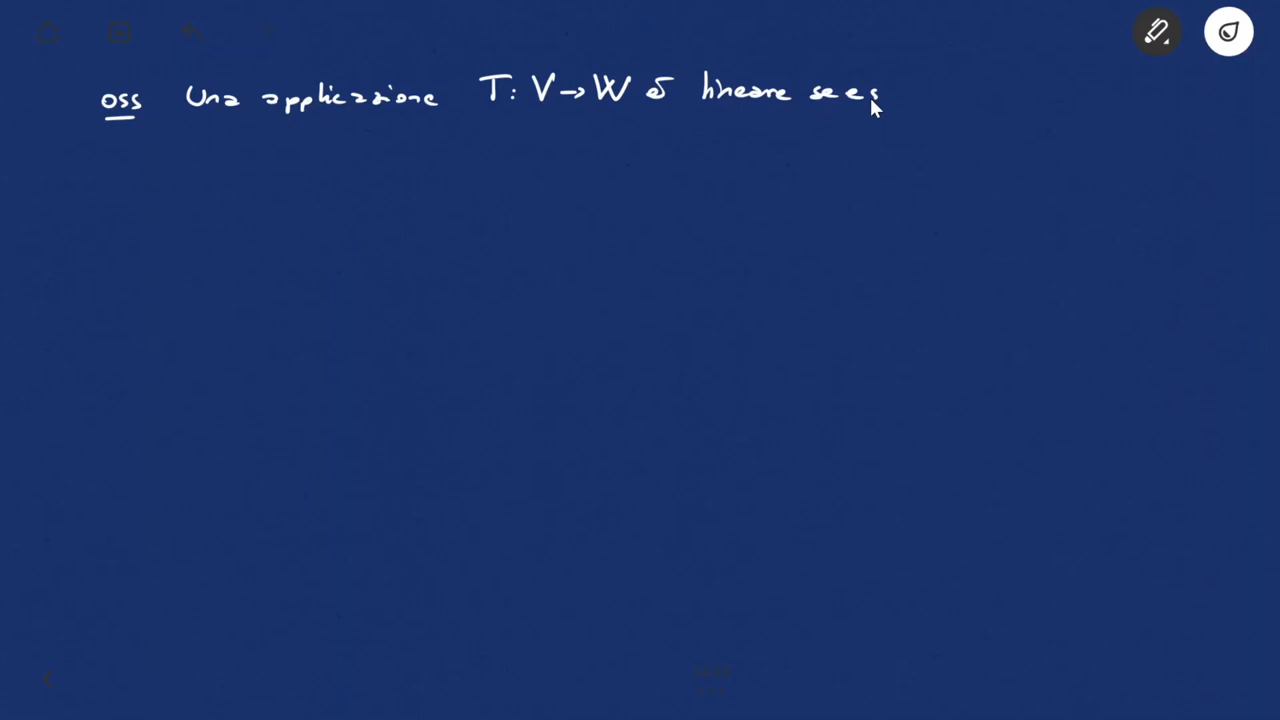 oss Una applicazione T: V → W è lineare se e s